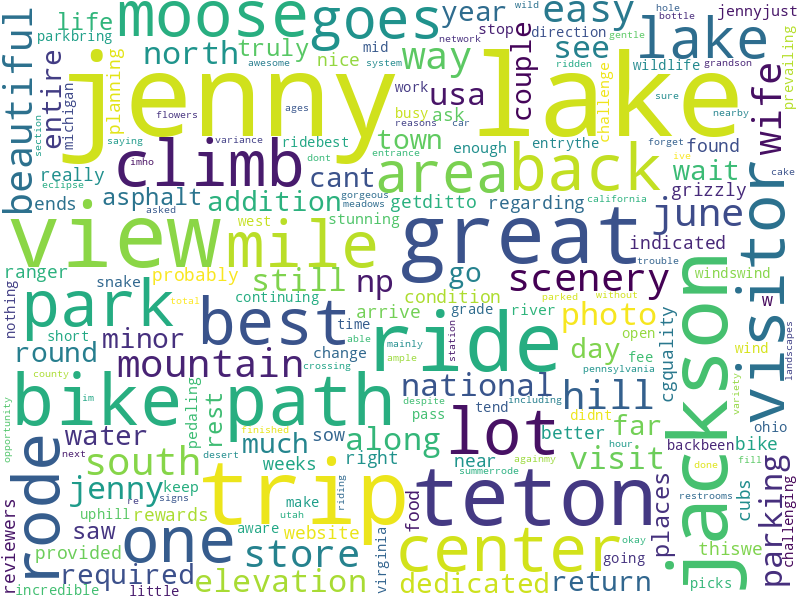 beautiful
life
parkbring
planning
moose
goes
year
easy
stop
wild
hole
bottle
jennyjust
network
direction
gentle
grandson
system
awesome
north
truly
nice
mid
way
couple
see
lake
entire
michigan
jenny lake
work
wildlife
sure
nearby
prevailing
flowers
ages
busy
ask
usa
challenge
wife
section
saying
variance
reasons
car
town
entrythe
forget
found
imho
ridebest
enough
climb
area
back
really
dont
entrance
ive
cake
eclipse
gorgeous
cant
wait
ends
asphalt
addition
meadows
getditto
regarding
california
grizzly
asked
west
stunning
june
visitor
view
mile
great
indicated
trouble
ranger
snake
probably
still
np
go
scenery
windswind
w
nothing
total
continuing
condition
grade
river
parked
without
photo
park
best
ride
short
arrive
time
able
ample
station
open
fee
wind
landscapes
minor
change
mainly
day
jackson
round
crossing
pennsylvania
cgquality
variety
county
mountain
national
hill
opportunity
im
bike path
pedaling
rest
despite
including
didnt
far
ohio
rode
water
much
along
pass
tend
better
backbeen
bike
next
finished
desert
sow
lot
hour
fill
south
weeks
right
near
visit
done
cubs
jenny
keep
trip
teton
againmy
summerrode
restrooms
uphill
re
signs
rewards
utah
make
riding
food
places
parking
challenging
reviewers
saw
one
store
aware
website
center
okay
thiswe
provided
required
virginia
dedicated
going
incredible
little
elevation
return
picks